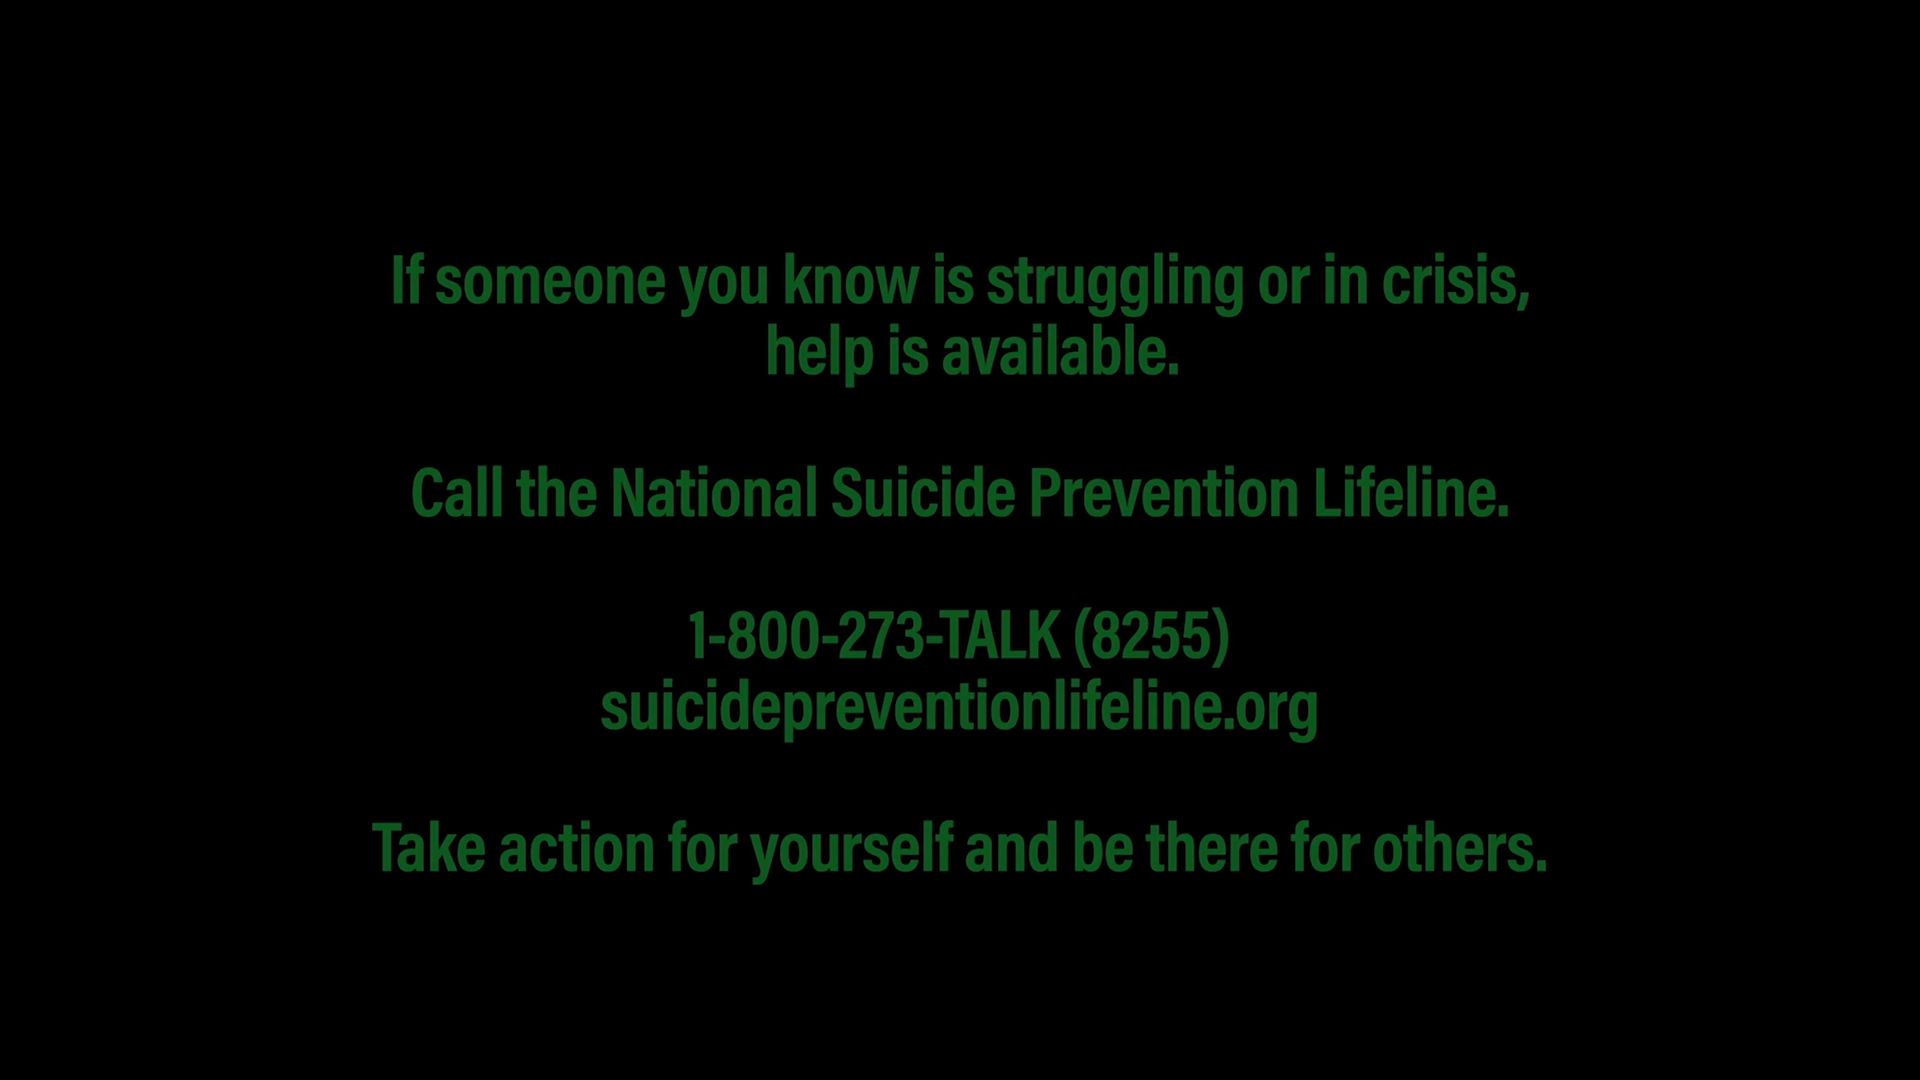 If someone you know is struggling or in crisis,
help is available.
Call the National Suicide Prevention Lifeline.
1-800-273-TALK (8255)
suicidepreventionlifeline.org
Take action for yourself and be there for others.